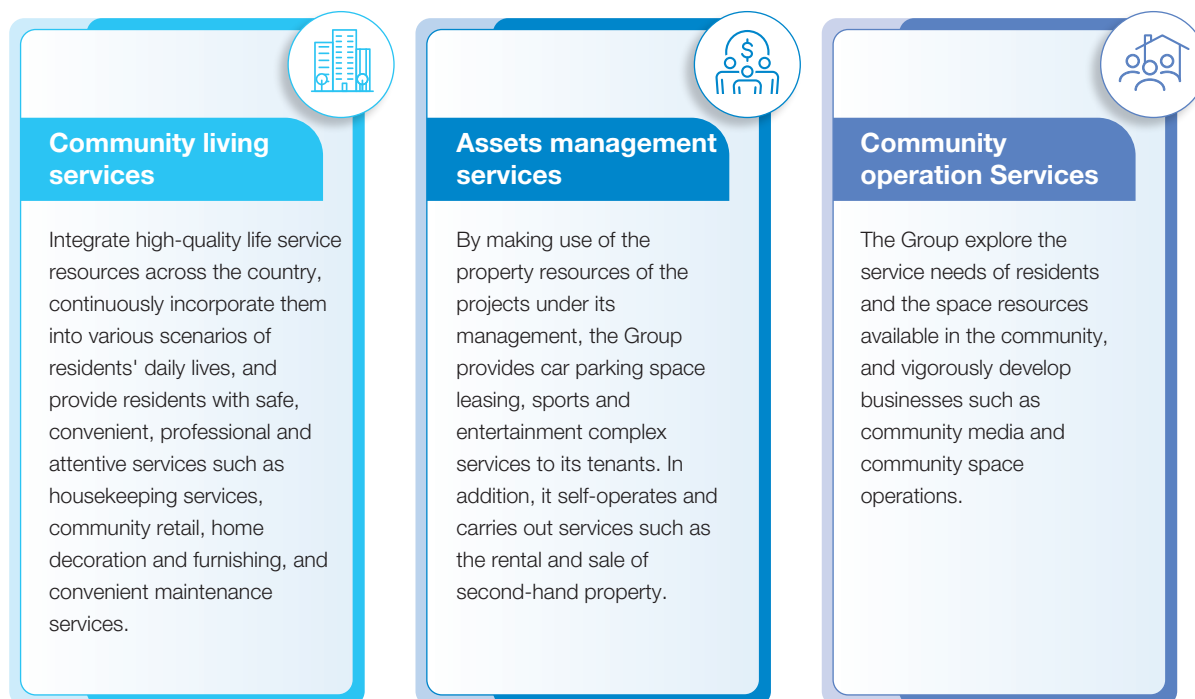 Community living
services
Integrate high-quality life service
resources across the country,
continuously incorporate them
into various scenarios of
residents' daily lives, and
provide residents with safe,
convenient, professional and
attentive services such as
housekeeping services,
community retail, home
decoration and furnishing, and
convenient maintenance
services.
$
Assets management
services
By making use of the
property resources of the
projects under its
management, the Group
provides car parking space
leasing, sports and
entertainment complex
services to its tenants. In
addition, it self-operates and
carries out services such as
the rental and sale of
second-hand property.
Community
operation Services
The Group explore the
service needs of residents
and the space resources
available in the community,
and vigorously develop
businesses such as
community media and
community space
operations.